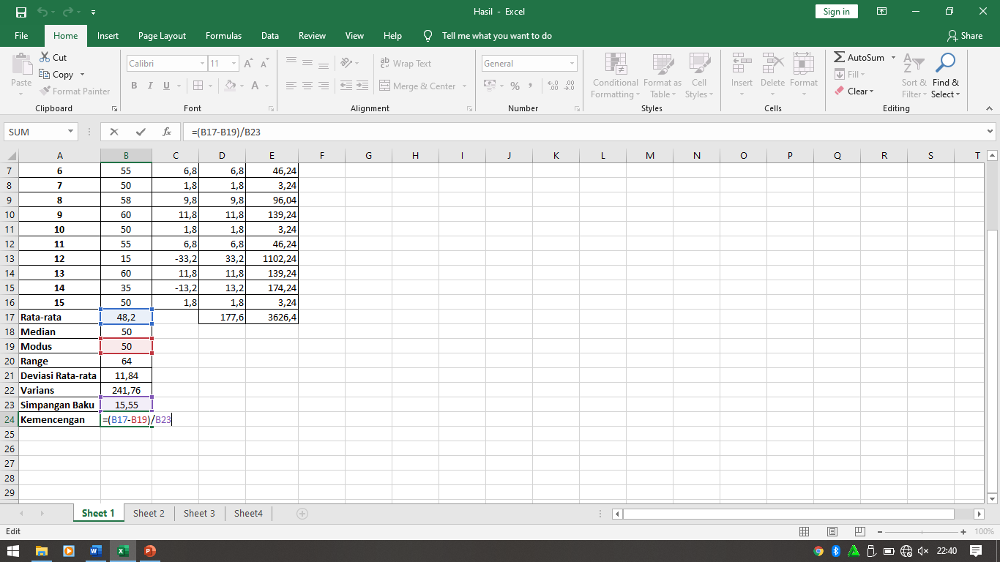 Hasil - Excel
Sign in
File Home Insert Page Layout Formulas Data Review View Help Tell me what you want to do Share
Paste Cut Copy Format Painter Clipboard
Calibri 11 A A B I U A Font
ab Wrap Text Merge & Center Alignment
General % , ,00 Number
Conditional Formatting Format as Table Cell Styles Styles
Insert Delete Format Cells
AutoSum Fill Clear Sort & Filter Find & Select Editing
SUM fx =(B17-B19)/B23
A B C D E F G H I J K L M N O P Q R S T
7 6 55 6,8 6,8 46,24
8 7 50 1,8 1,8 3,24
9 8 58 9,8 9,8 96,04
10 9 60 11,8 11,8 139,24
11 10 50 1,8 1,8 3,24
12 11 55 6,8 6,8 46,24
13 12 15 -33,2 33,2 1102,24
14 13 60 11,8 11,8 139,24
15 14 35 -13,2 13,2 174,24
16 15 50 1,8 1,8 3,24
17 Rata-rata 48,2 177,6 3626,4
18 Median 50
19 Modus 50
20 Range 64
21 Deviasi Rata-rata 11,84
22 Varians 241,76
23 Simpangan Baku 15,55
24 Kemencengan =(B17-B19)/B23
25
26
27
28
29
Sheet 1 Sheet 2 Sheet 3 Sheet4
Edit 100%
22:40